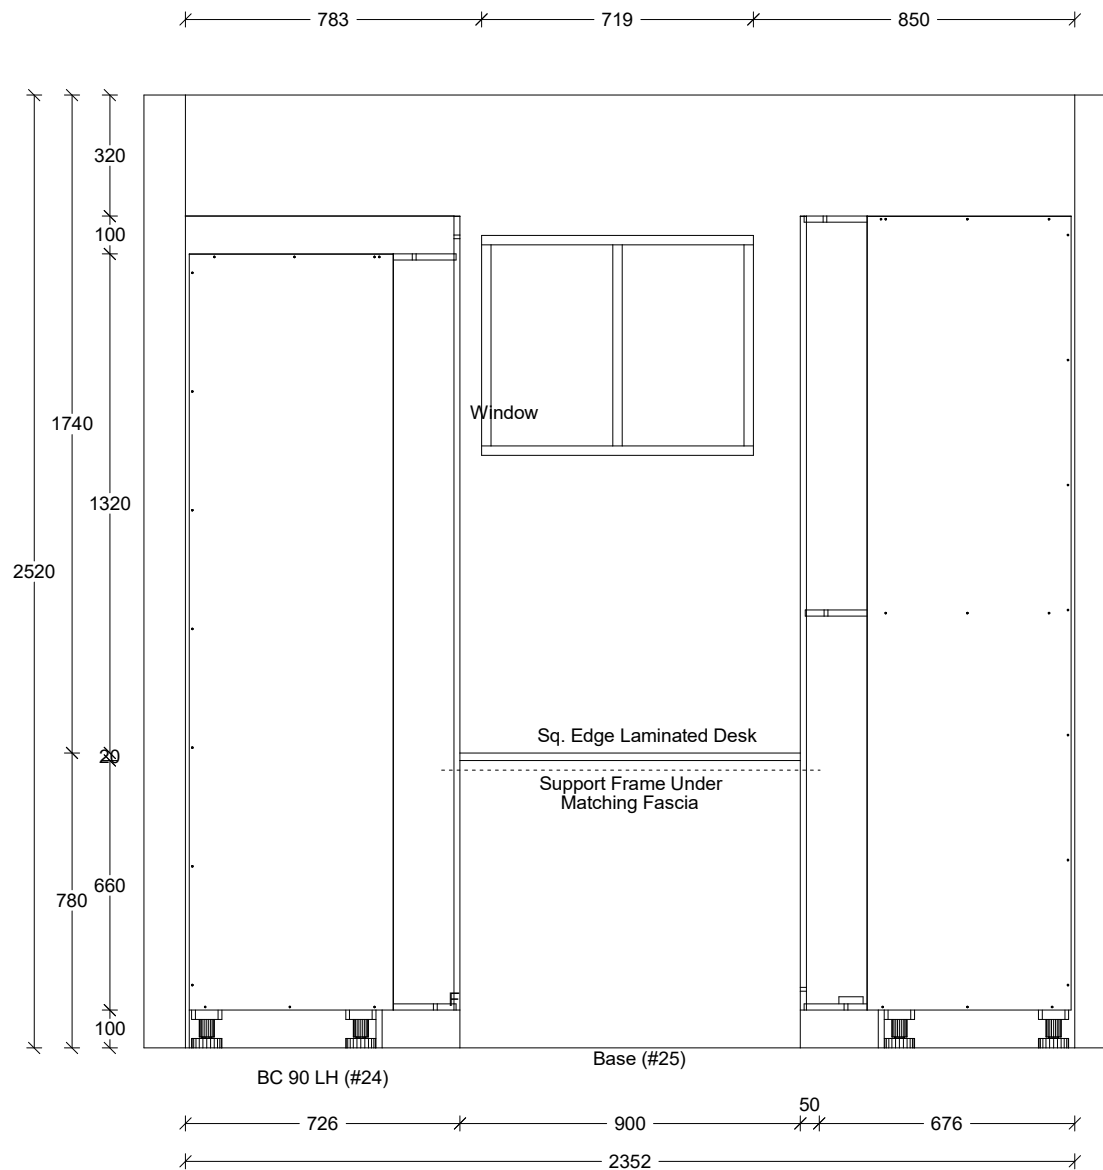 783
719
850
320
100
1740
1320
2520
Window
Sq. Edge Laminated Desk
20
Support Frame Under
Matching Fascia
660
780
100
Base (#25)
BC 90 LH (#24)
50
726
900
676
2352